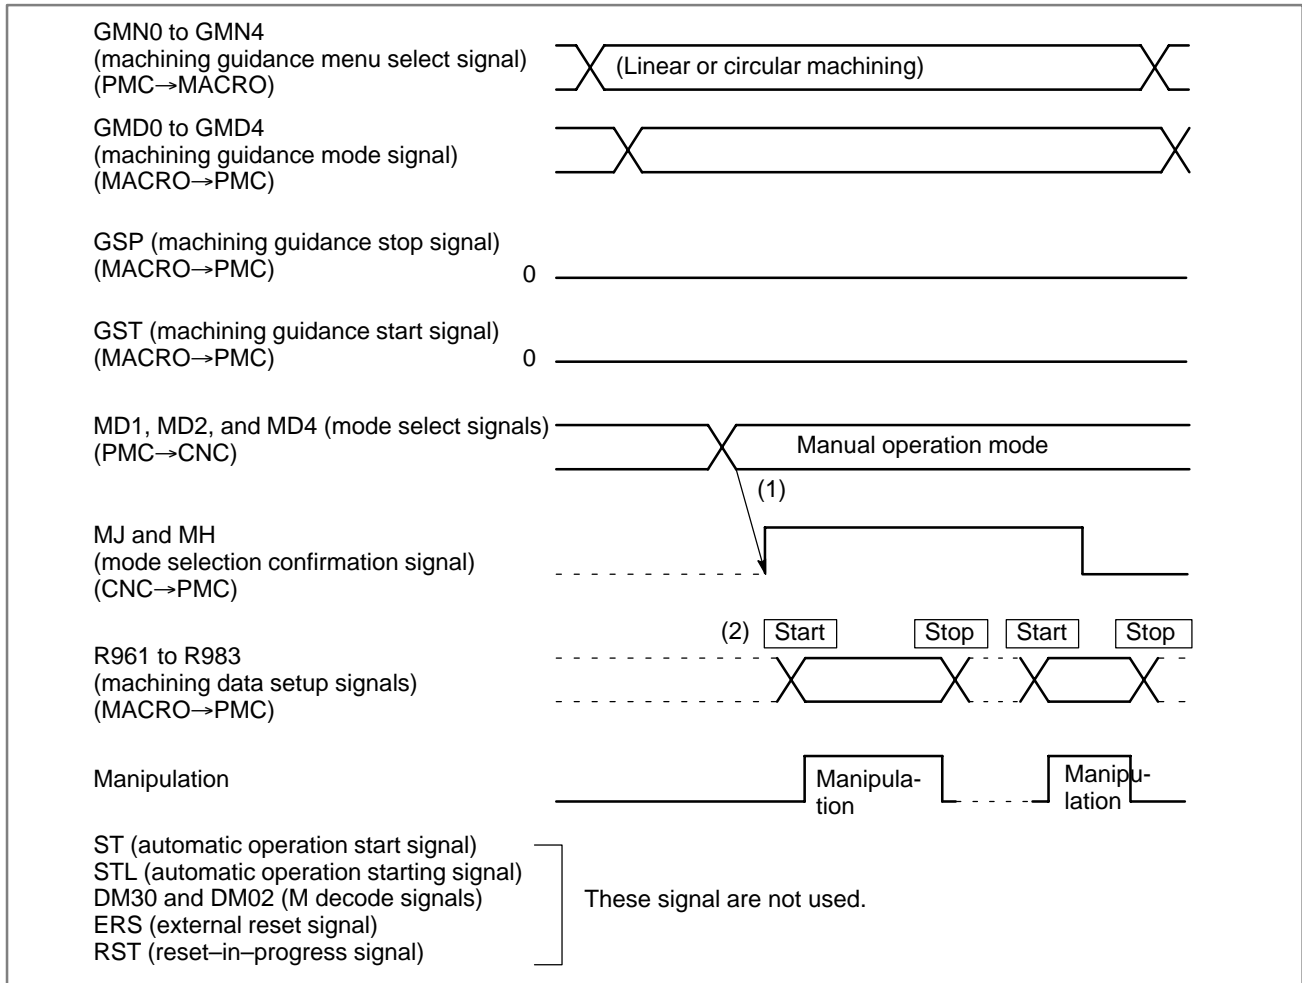 GMN0 to GMN4
(machining guidance menu select signal)
(PMC→MACRO)
(Linear or circular machining)
GMD0 to GMD4
(machining guidance mode signal)
(MACRO→PMC)
GSP (machining guidance stop signal)
(MACRO→PMC)
0
GST (machining guidance start signal)
(MACRO→PMC)
0
MD1, MD2, and MD4 (mode select signals)
(PMC→CNC)
Manual operation mode
(1)
MJ and MH
(mode selection confirmation signal)
(CNC→PMC)
(2) Start Stop Start Stop
R961 to R983
(machining data setup signals)
(MACRO→PMC)
Manipulation
Manipula-
tion
Manipu-
lation
ST (automatic operation start signal)
STL (automatic operation starting signal)
DM30 and DM02 (M decode signals)
ERS (external reset signal)
RST (reset–in–progress signal)
These signal are not used.